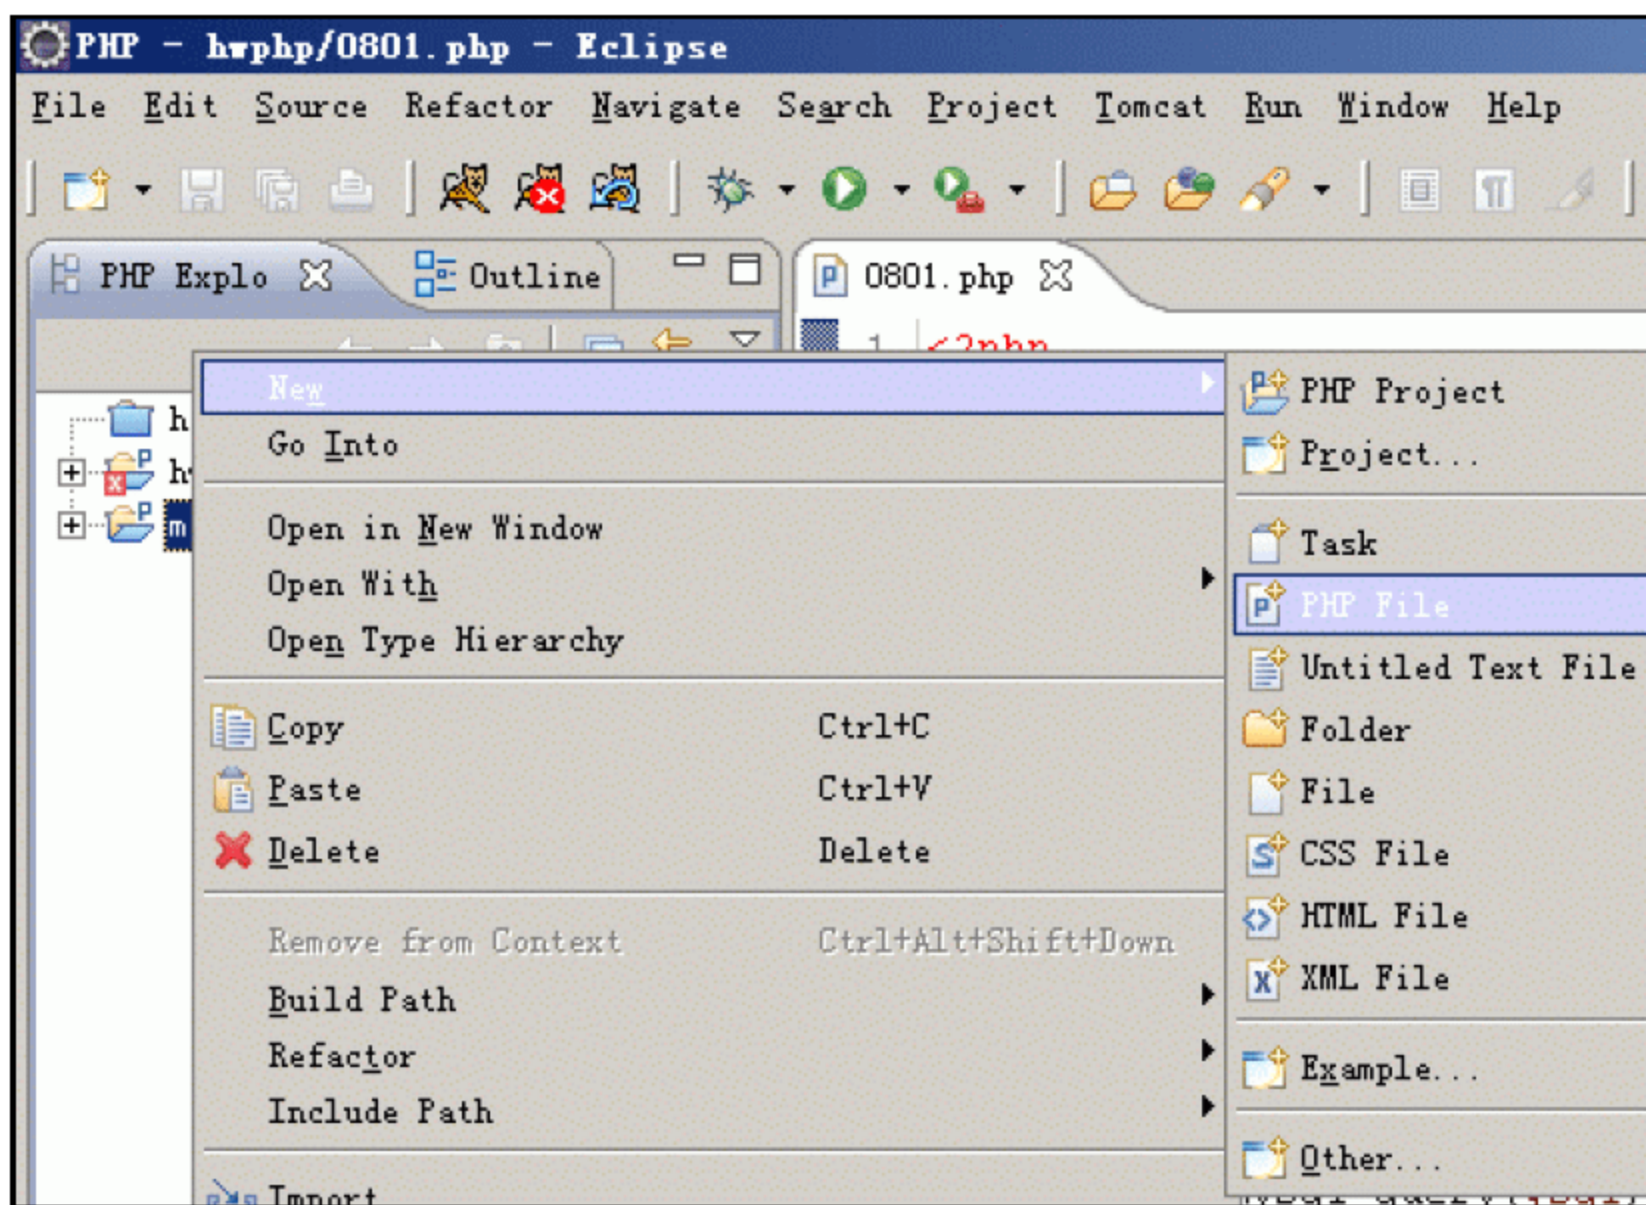 PHP - hwphp/0801.php - Eclipse
File Edit Source Refactor Navigate Search Project Tomcat Run Window Help
PHP Explo Outline 0801.php
1 <?php
h
m
New
Go Into
Open in New Window
Open With
Open Type Hierarchy
Copy Ctrl+C
Paste Ctrl+V
Delete Delete
Remove from Context Ctrl+Alt+Shift+Down
Build Path
Refactor
Include Path
Import
PHP Project
Project...
Task
PHP File
Untitled Text File
Folder
File
CSS File
HTML File
XML File
Example...
Other...